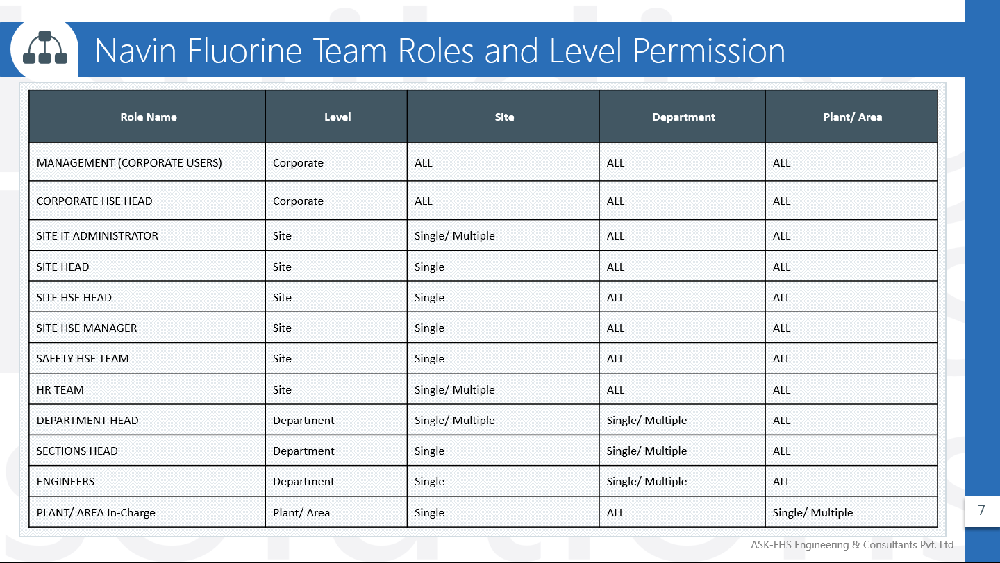 Navin Fluorine Team Roles and Level Permission
Role Name Level Site Department Plant/ Area
MANAGEMENT (CORPORATE USERS) Corporate ALL ALL ALL
CORPORATE HSE HEAD Corporate ALL ALL ALL
SITE IT ADMINISTRATOR Site Single/ Multiple ALL ALL
SITE HEAD Site Single ALL ALL
SITE HSE HEAD Site Single ALL ALL
SITE HSE MANAGER Site Single ALL ALL
SAFETY HSE TEAM Site Single ALL ALL
HR TEAM Site Single/ Multiple ALL ALL
DEPARTMENT HEAD Department Single/ Multiple Single/ Multiple ALL
SECTIONS HEAD Department Single Single/ Multiple ALL
ENGINEERS Department Single Single/ Multiple ALL
PLANT/ AREA In-Charge Plant/ Area Single ALL Single/ Multiple
7
ASK-EHS Engineering & Consultants Pvt. Ltd